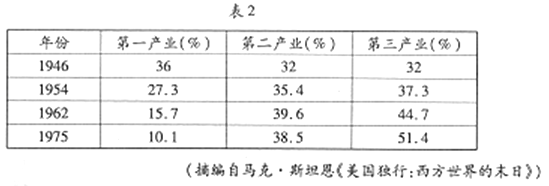 表2
年份 第一产业(%) 第二产业(%) 第三产业(%)
1946 36 32 32
1954 27.3 35.4 37.3
1962 15.7 39.6 44.7
1975 10.1 38.5 51.4
(摘编自马克·斯坦恩《美国独行:西方世界的末日》)